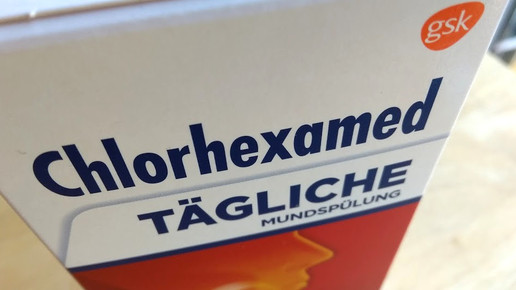 gsk
Chlorhexamed
TÄGLICHE
MUNDSPÜLUNG